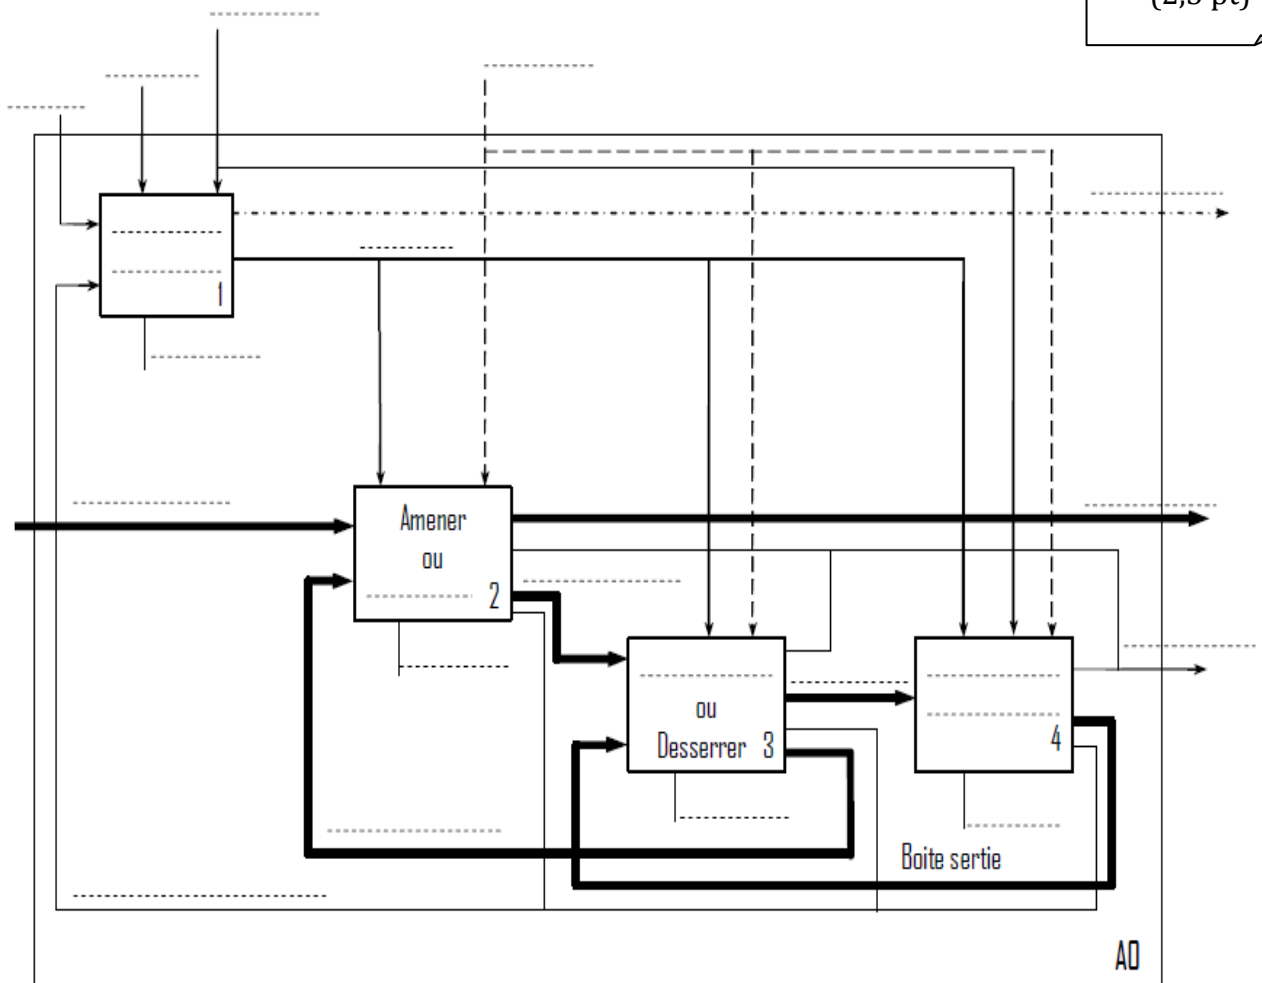 (2,5 pt)
1
Amener
ou
2
ou
Desserrer 3
4
Boite sertie
A0